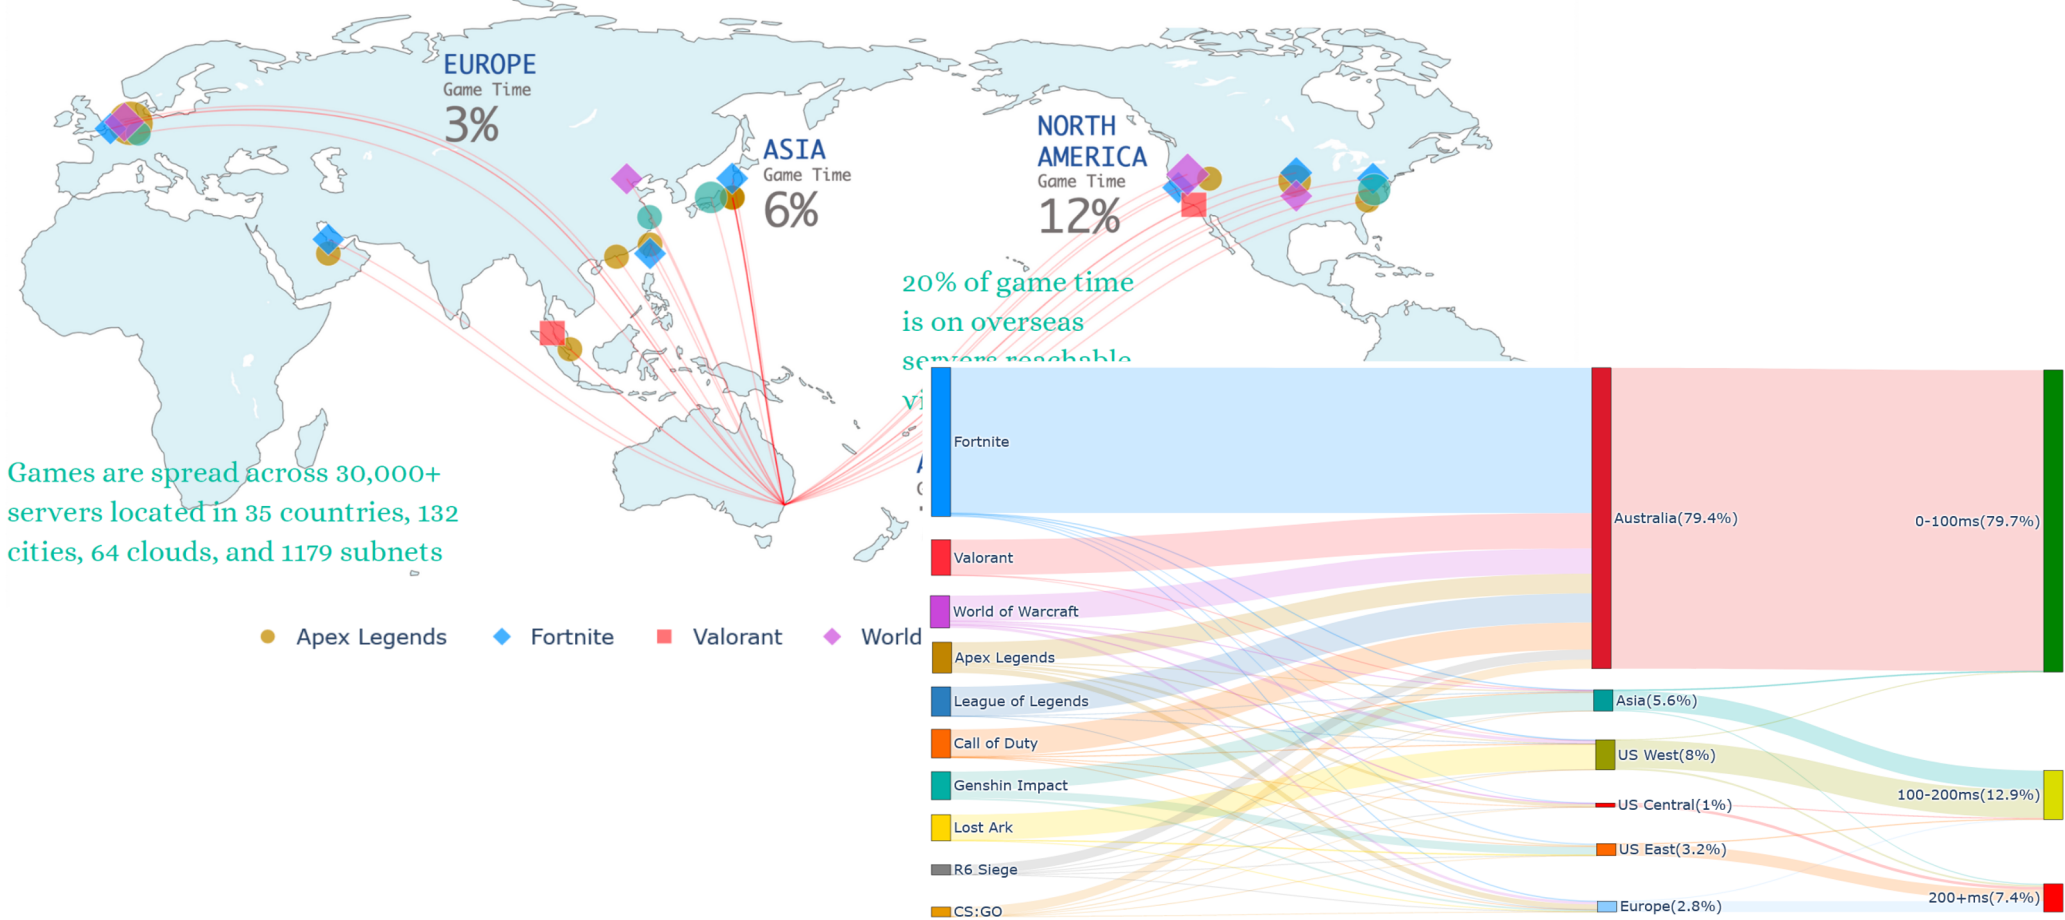 EUROPE
Game Time
3%
ASIA
Game Time
6%
NORTH
AMERICA
Game Time
12%
20% of game time
is on overseas
servers reachable
Games are spread across 30,000+
servers located in 35 countries, 132
cities, 64 clouds, and 1179 subnets
Apex Legends
Fortnite
Valorant
World
Fortnite
Valorant
World of Warcraft
Apex Legends
League of Legends
Call of Duty
Genshin Impact
Lost Ark
R6 Siege
CS:GO
Australia(79.4%)
Asia(5.6%)
US West(8%)
US Central(1%)
US East(3.2%)
Europe(2.8%)
0-100ms(79.7%)
100-200ms(12.9%)
200+ms(7.4%)